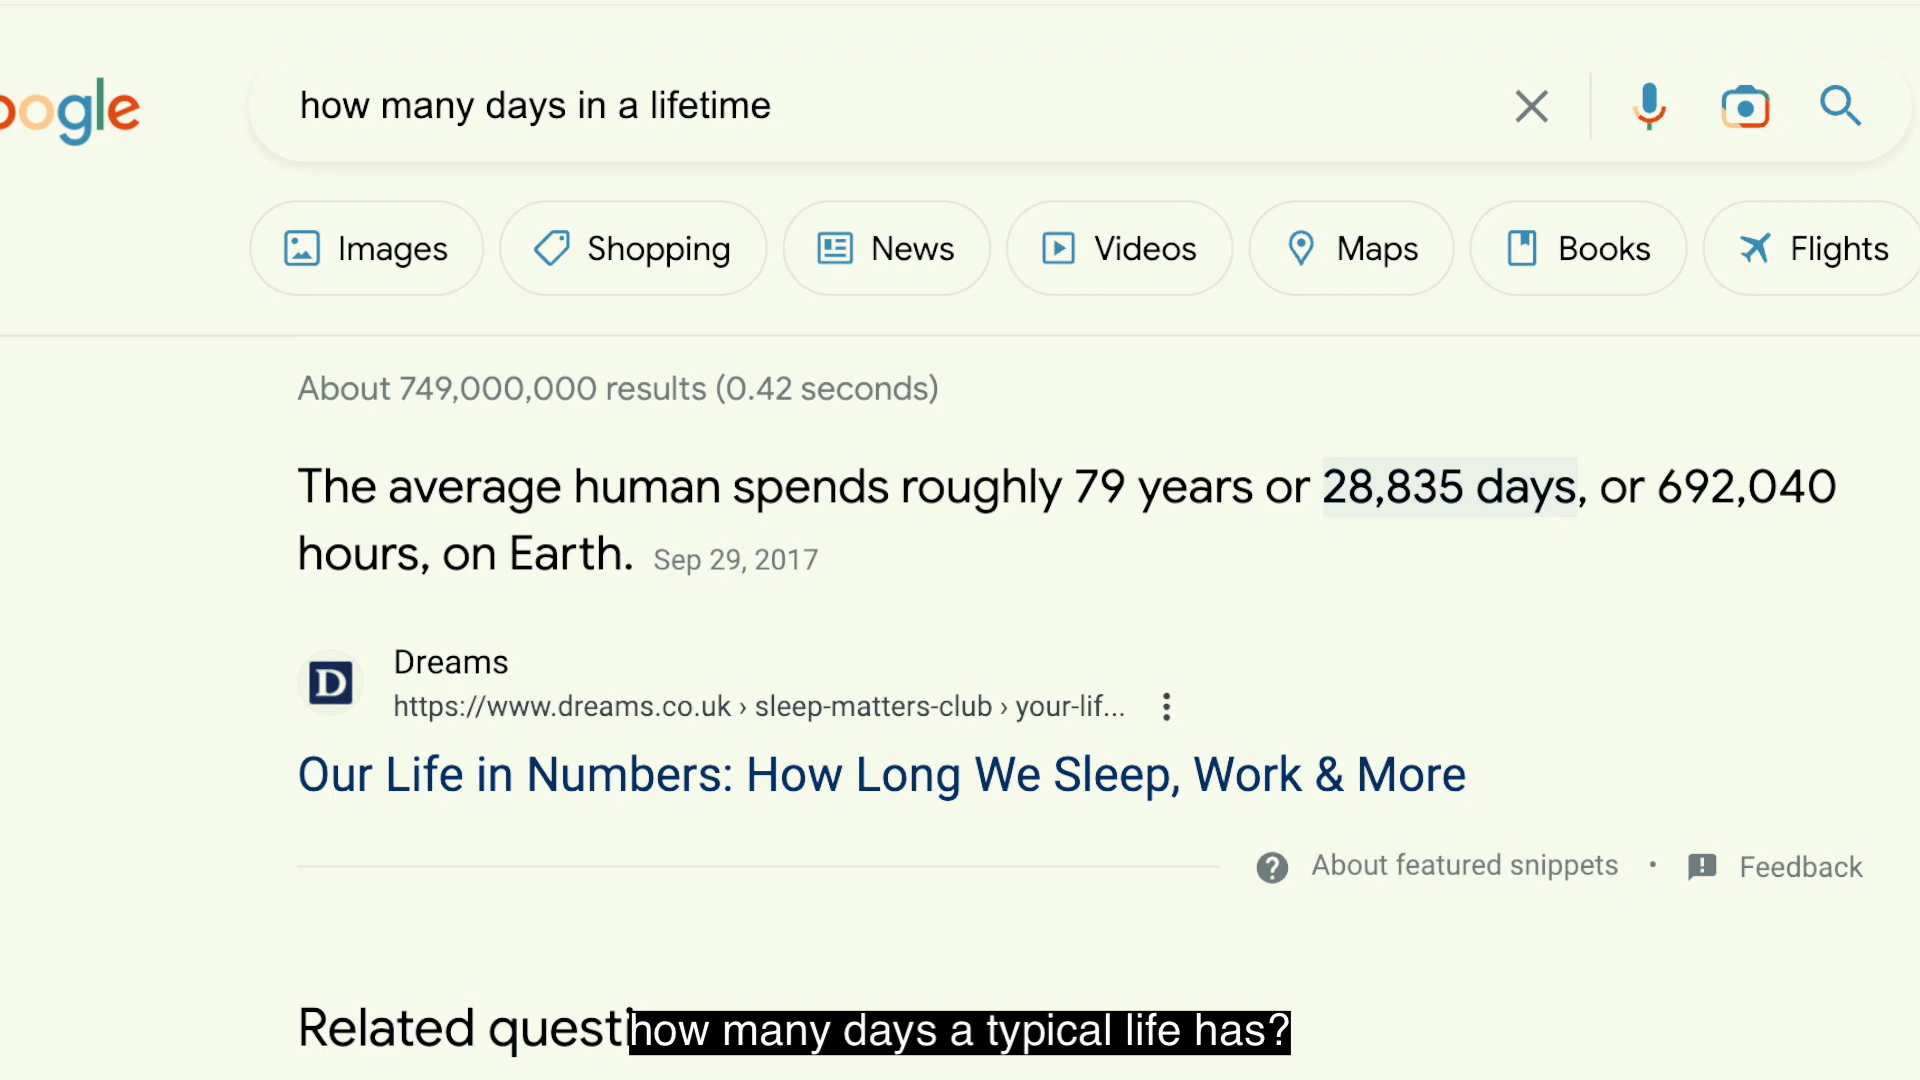 oogle
how many days in a lifetime
Images Shopping News Videos Maps Books Flights
About 749,000,000 results (0.42 seconds)
The average human spends roughly 79 years or 28,835 days, or 692,040
hours, on Earth. Sep 29, 2017
D
Dreams
https://www.dreams.co.uk › sleep-matters-club › your-lif...
Our Life in Numbers: How Long We Sleep, Work & More
About featured snippets • Feedback
Related questi
how many days a typical life has?